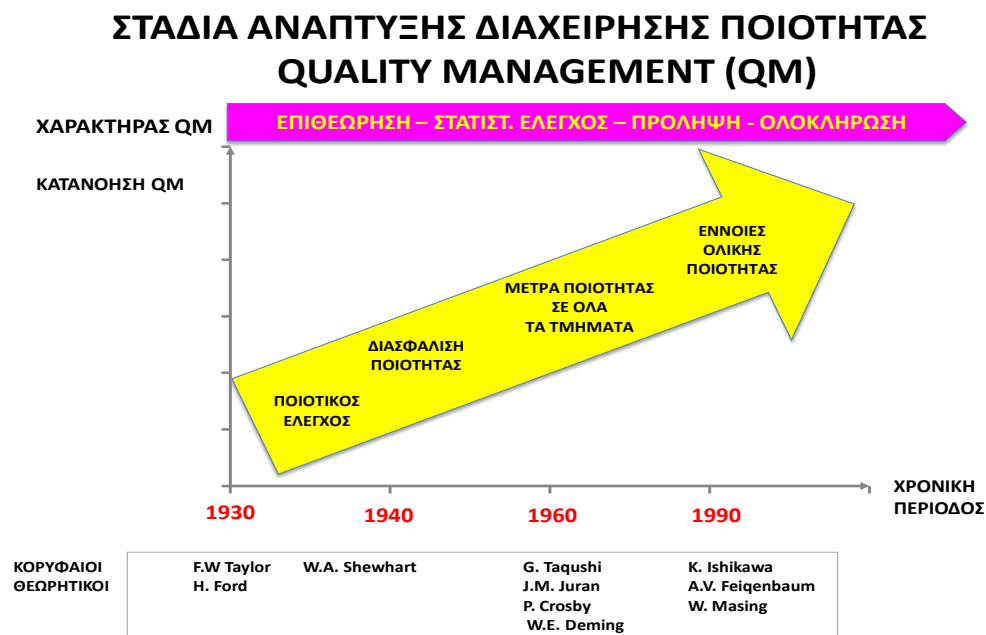 ΣΤΑΔΙΑ ΑΝΑΠΤΥΞΗΣ ΔΙΑΧΕΙΡΗΣΗΣ ΠΟΙΟΤΗΤΑΣ
QUALITY MANAGEMENT (QM)
ΧΑΡΑΚΤΗΡΑΣ QM
ΕΠΙΘΕΩΡΗΣΗ – ΣΤΑΤΙΣΤ. ΕΛΕΓΧΟΣ – ΠΡΟΛΗΨΗ - ΟΛΟΚΛΗΡΩΣΗ
ΚΑΤΑΝΟΗΣΗ QM
ΕΝΝΟΙΕΣ
ΟΛΙΚΗΣ
ΠΟΙΟΤΗΤΑΣ
ΜΕΤΡΑ ΠΟΙΟΤΗΤΑΣ
ΣΕ ΟΛΑ
ΤΑ ΤΜΗΜΑΤΑ
ΔΙΑΣΦΑΛΙΣΗ
ΠΟΙΟΤΗΤΑΣ
ΠΟΙΟΤΙΚΟΣ
ΕΛΕΓΧΟΣ
1930
1940
1960
1990
ΧΡΟΝΙΚΗ
ΠΕΡΙΟΔΟΣ
ΚΟΡΥΦΑΙΟΙ
ΘΕΩΡΗΤΙΚΟΙ
F.W Taylor
H. Ford
W.A. Shewhart
G. Taqushi
J.M. Juran
P. Crosby
W.E. Deming
K. Ishikawa
A.V. Feiqenbaum
W. Masing